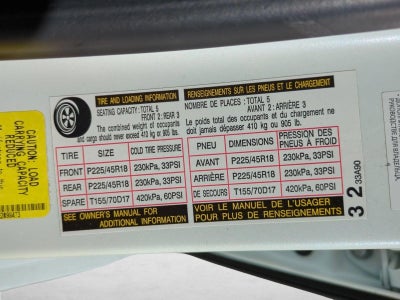 TIRE AND LOADING INFORMATION
SEATING CAPACITY: TOTAL 5
FRONT 2: REAR 3
The combined weight of occupants
and cargo should never exceed 410 kg or 905 lbs.
TIRE SIZE COLD TIRE PRESSURE
FRONT P225/45R18 230kPa, 33PSI
REAR P225/45R18 230kPa, 33PSI
SPARE T155/70D17 420kPa, 60PSI
SEE OWNER'S MANUAL FOR
ADDITIONAL INFORMATION
RENSEIGNEMENTS SUR LES PNEUS ET LE CHARGEMENT
NOMBRE DE PLACES :TOTAL 5
AVANT 2: ARRIÈRE 3
Le poids total des occupants et du chargement ne
doit jamais dépasser 410 kg ou 905 lb.
PNEU DIMENSIONS PRESSION DES
PNEUS À FROID
AVANT P225/45R18 230kPa, 33PSI
ARRIÈRE P225/45R18 230kPa, 33PSI
DE SECOURS T155/70D17 420kPa, 60PSI
VOIR LE MANUEL DE L'USAGER
POUR PLUS DE RENSEIGNEMENTS
3 2 33A90
CAUTION: LOAD
CARRYING CAPACITY
REDUCED